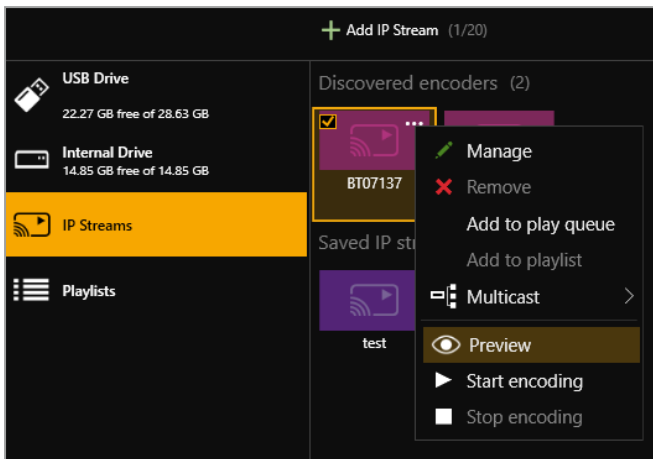 Add IP Stream (1/20)
USB Drive
22.27 GB free of 28.63 GB
Internal Drive
14.85 GB free of 14.85 GB
IP Streams
Playlists
Discovered encoders (2)
BT07137
Saved IP str
test
Manage
Remove
Add to play queue
Add to playlist
Multicast
Preview
Start encoding
Stop encoding